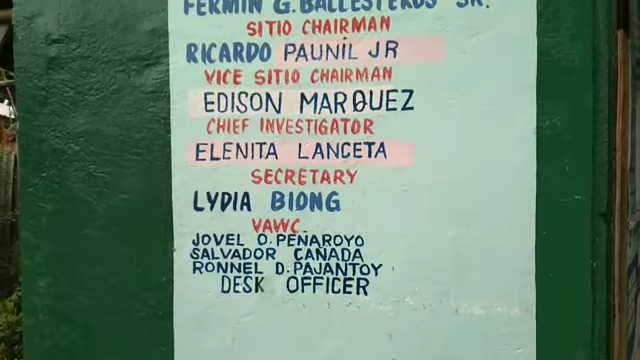 FERMIN G. BALLESTEROS SR.
SITIO CHAIRMAN
RICARDO PAUNIL JR
VICE SITIO CHAIRMAN
EDISON MARQUEZ
CHIEF INVESTIGATOR
ELENITA LANCETA
SECRETARY
LYDIA BIONG
VAWC
JOVEL O. PEÑAROYO
SALVADOR CAÑADA
RONNEL D. PAJANTOY
DESK OFFICER